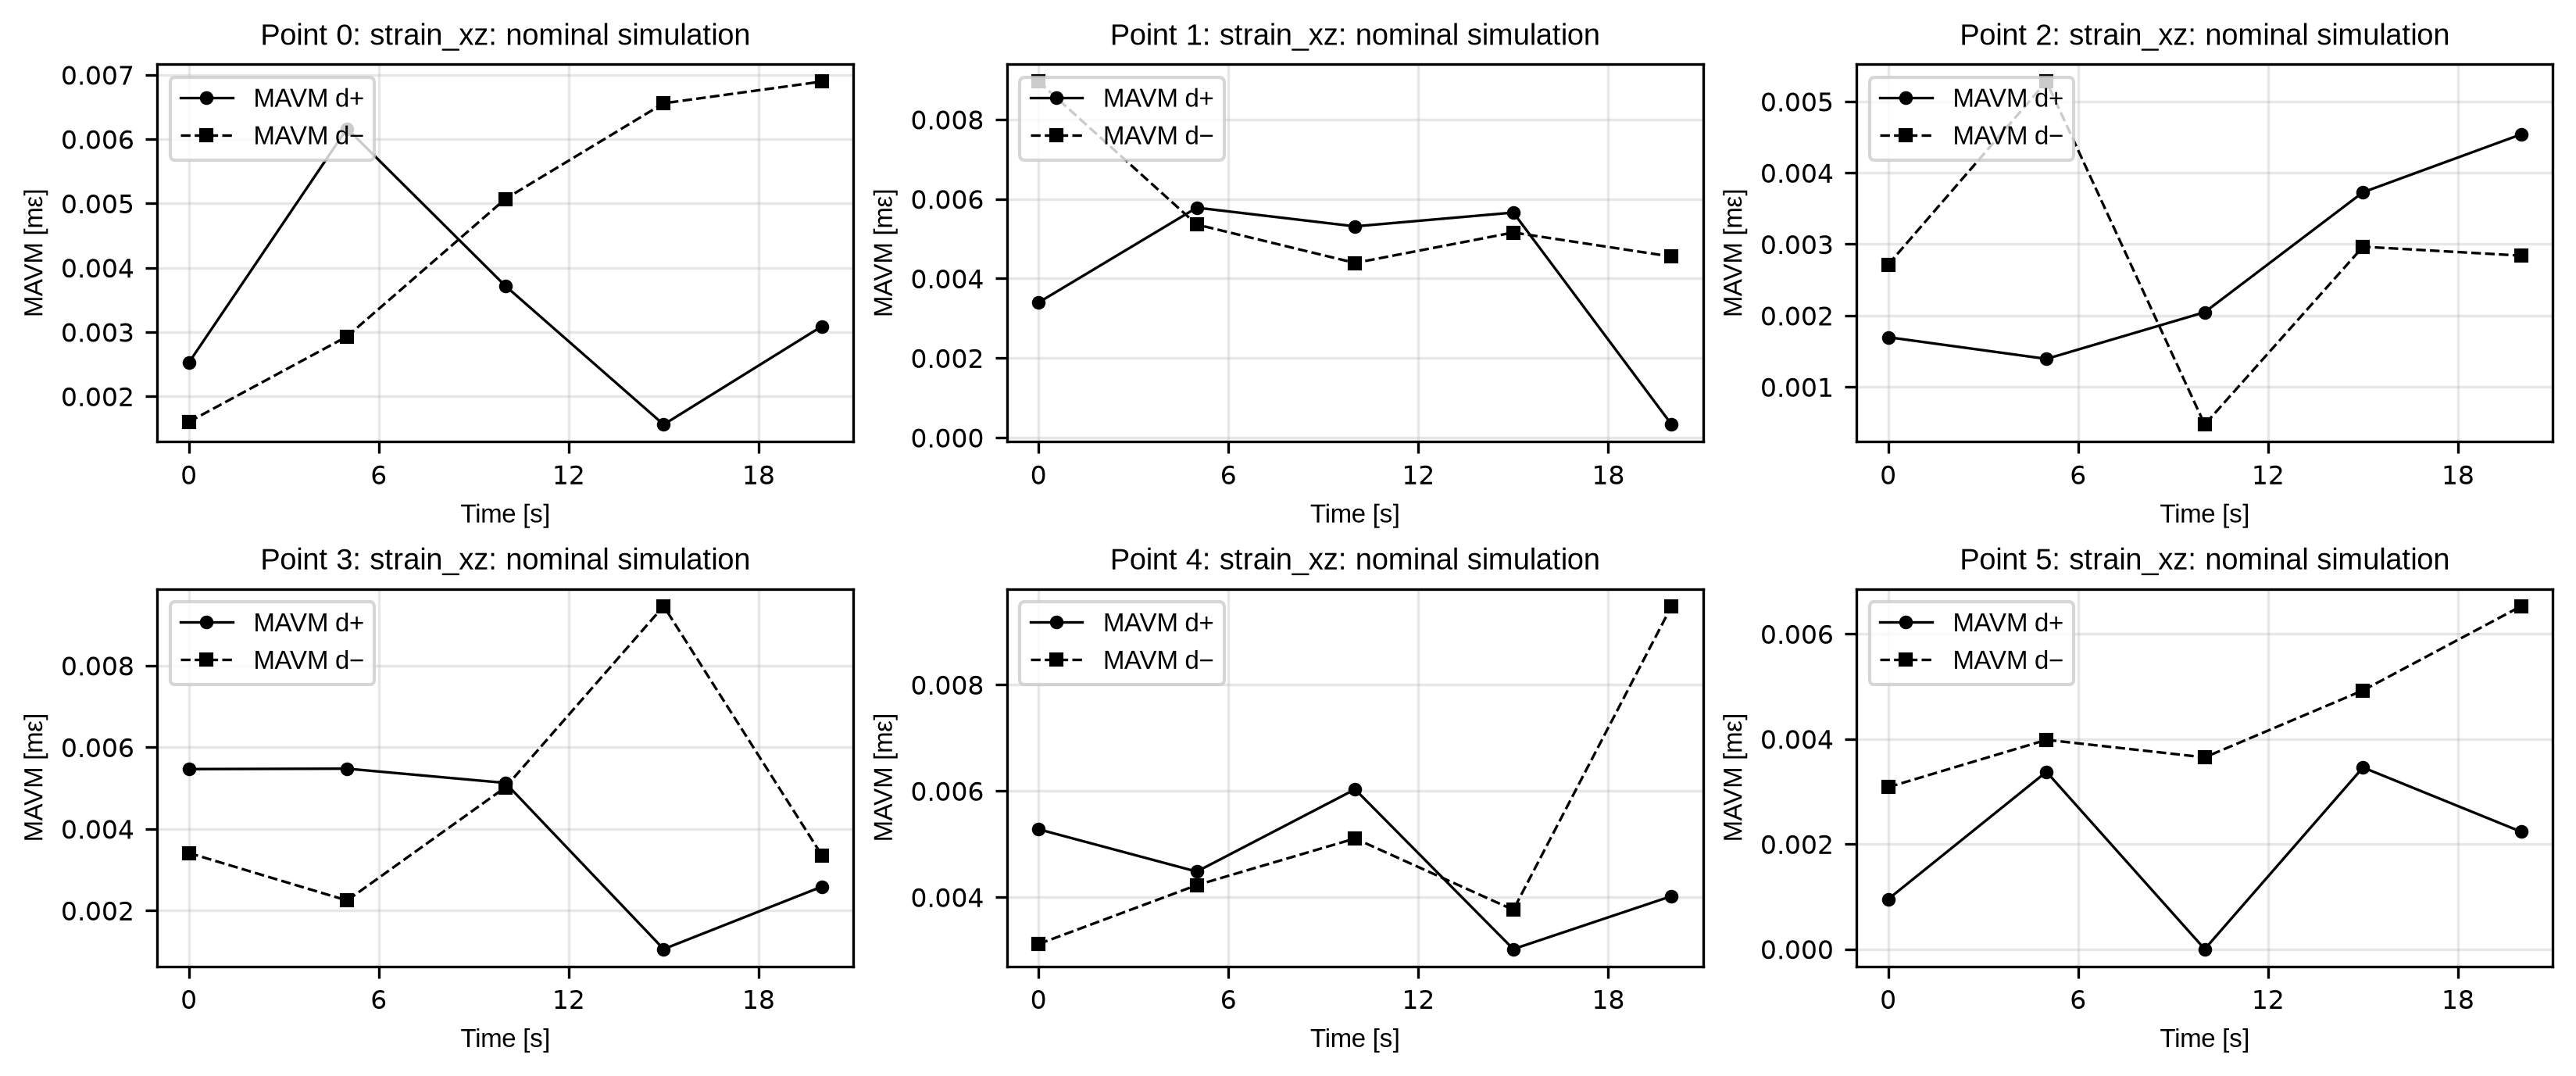 Point 0: strain_xz: nominal simulation
MAVM [mε]
0.007
0.006
0.005
0.004
0.003
0.002
MAVM d+
MAVM d−
0 6 12 18
Time [s]
Point 1: strain_xz: nominal simulation
MAVM [mε]
0.008
0.006
0.004
0.002
0.000
MAVM d+
MAVM d−
0 6 12 18
Time [s]
Point 2: strain_xz: nominal simulation
MAVM [mε]
0.005
0.004
0.003
0.002
0.001
MAVM d+
MAVM d−
0 6 12 18
Time [s]
Point 3: strain_xz: nominal simulation
MAVM [mε]
0.008
0.006
0.004
0.002
MAVM d+
MAVM d−
0 6 12 18
Time [s]
Point 4: strain_xz: nominal simulation
MAVM [mε]
0.008
0.006
0.004
MAVM d+
MAVM d−
0 6 12 18
Time [s]
Point 5: strain_xz: nominal simulation
MAVM [mε]
0.006
0.004
0.002
0.000
MAVM d+
MAVM d−
0 6 12 18
Time [s]